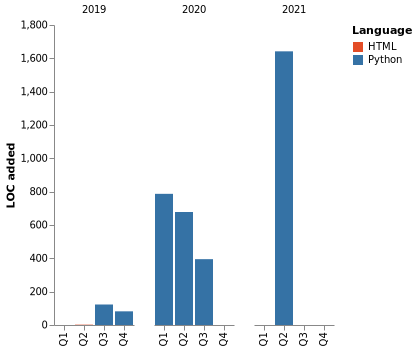 2019 2020 2021
1,800
1,600
1,400
1,200
1,000
800
600
400
200
0
LOC added
Q1 Q2 Q3 Q4 Q1 Q2 Q3 Q4 Q1 Q2 Q3 Q4
Language
HTML
Python